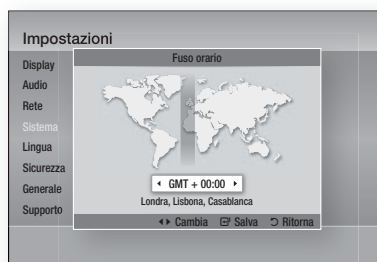 Impostazioni
Display
Audio
Rete
Sistema
Lingua
Sicurezza
Generale
Supporto
Fuso orario
GMT + 00:00
Londra, Lisbona, Casablanca
Cambia Salva Ritorna